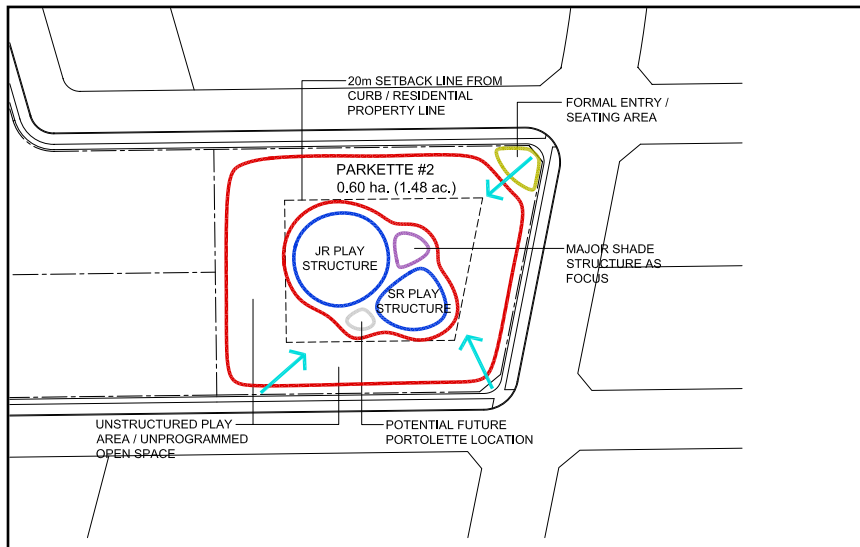 20m SETBACK LINE FROM
CURB / RESIDENTIAL
PROPERTY LINE
FORMAL ENTRY /
SEATING AREA
PARKETTE #2
0.60 ha. (1.48 ac.)
JR PLAY
STRUCTURE
MAJOR SHADE
STRUCTURE AS
FOCUS
SR PLAY
STRUCTURE
UNSTRUCTURED PLAY
AREA / UNPROGRAMMED
OPEN SPACE
POTENTIAL FUTURE
PORTOLETTE LOCATION